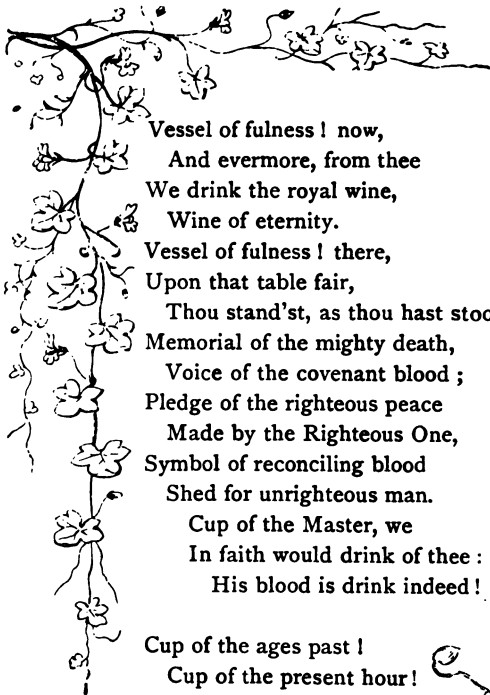 Vessel of fulness ! now,
And evermore, from thee
We drink the royal wine,
Wine of eternity.
Vessel of fulness ! there,
Upon that table fair,
Thou stand'st, as thou hast stoo
Memorial of the mighty death,
Voice of the covenant blood ;
Pledge of the righteous peace
Made by the Righteous One,
Symbol of reconciling blood
Shed for unrighteous man.
Cup of the Master, we
In faith would drink of thee :
His blood is drink indeed !
Cup of the ages past !
Cup of the present hour !